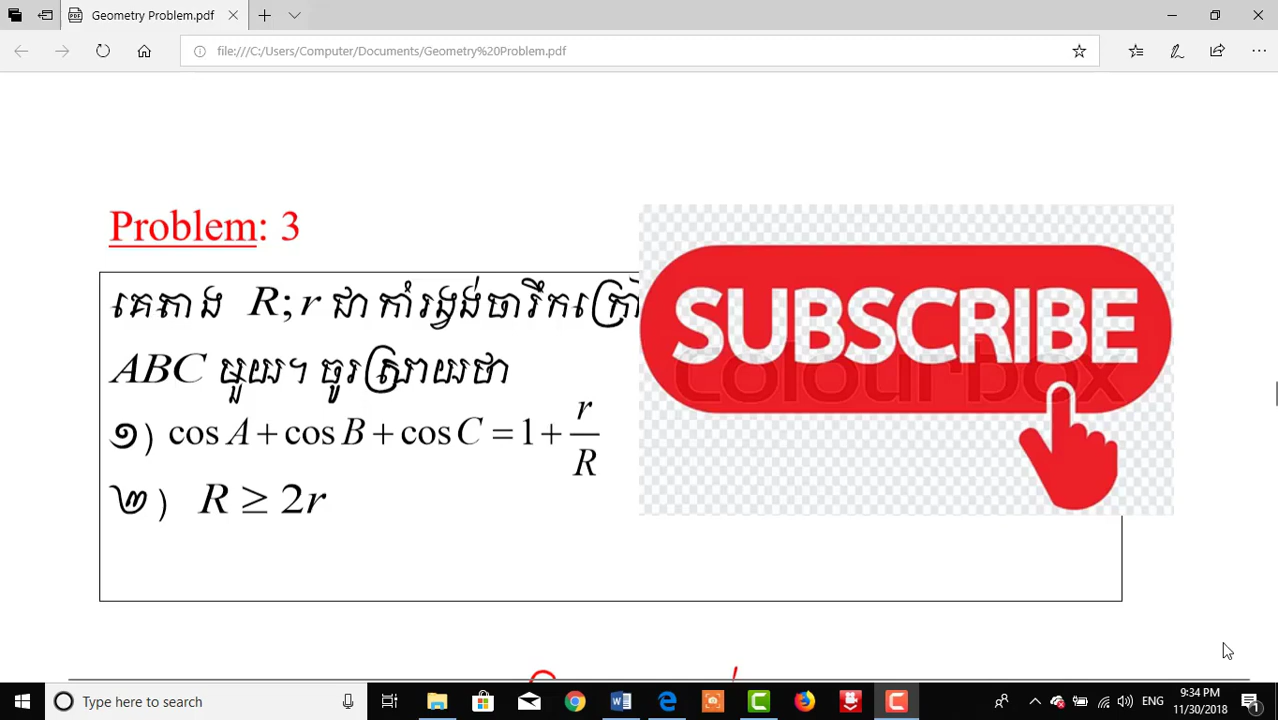 Geometry Problem.pdf
file:///C:/Users/Computer/Documents/Geometry%20Problem.pdf
Problem: 3
គេតាង R; r ជា កាំរង្វង់ចារឹកក្រៅ
ABC មួយ។ ចូរស្រាយថា
១) cos A + cos B + cos C = 1 + r/R
២) R ≥ 2r
SUBSCRIBE
colourbox
Type here to search
ENG
9:34 PM
11/30/2018
1